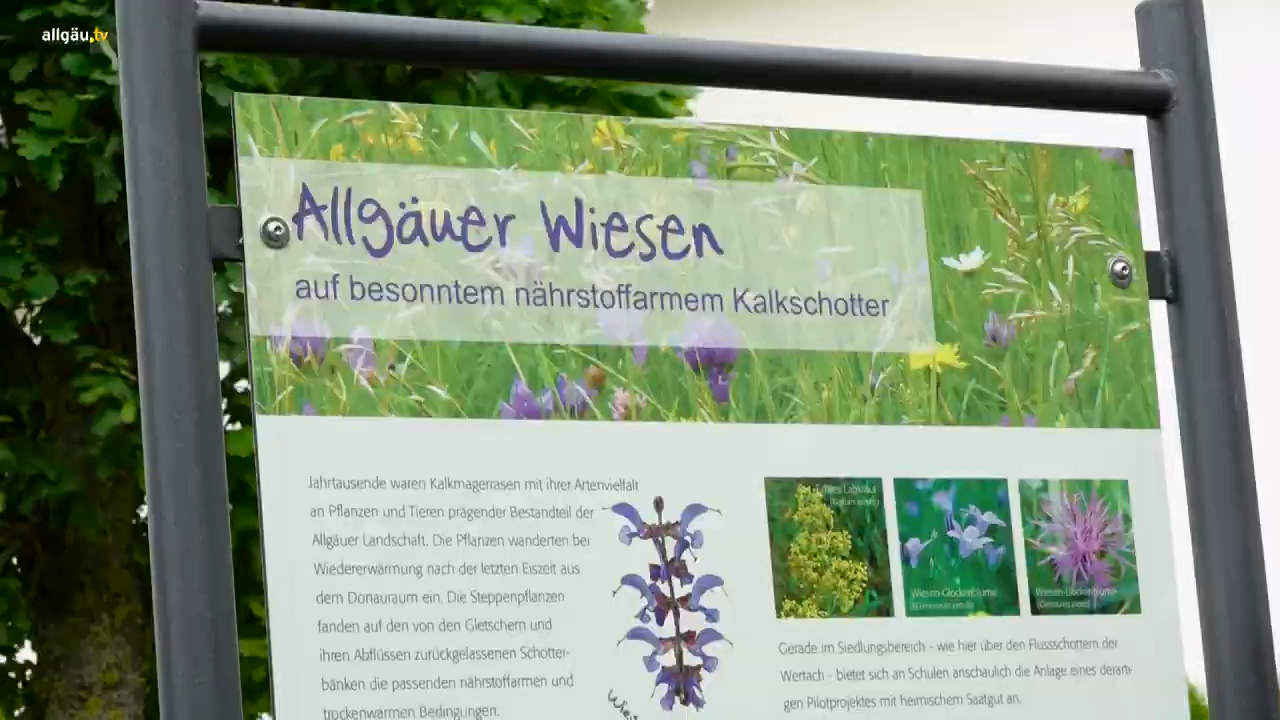 allgäu.tv
Allgäuer Wiesen
auf besonntem nährstoffarmem Kalkschotter
Jahrtausende waren Kalkmagerrasen mit ihrer Artenvielfalt
an Pflanzen und Tieren prägender Bestandteil der
Allgäuer Landschaft. Die Pflanzen wanderten bei
Wiedererwärmung nach der letzten Eiszeit aus
dem Donauraum ein. Die Steppenpflanzen
fanden auf den von den Gletschern und
ihren Abflüssen zurückgelassenen Schotter-
bänken die passenden nährstoffarmen und
trockenwarmen Bedingungen.
Echtes Labkraut
Wiesen-Glockenblume
Gerade im Siedlungsbereich - wie hier über den Flussschottern der
Wertach - bietet sich an Schulen anschaulich die Anlage eines derarti-
gen Pilotprojektes mit heimischem Saatgut an.